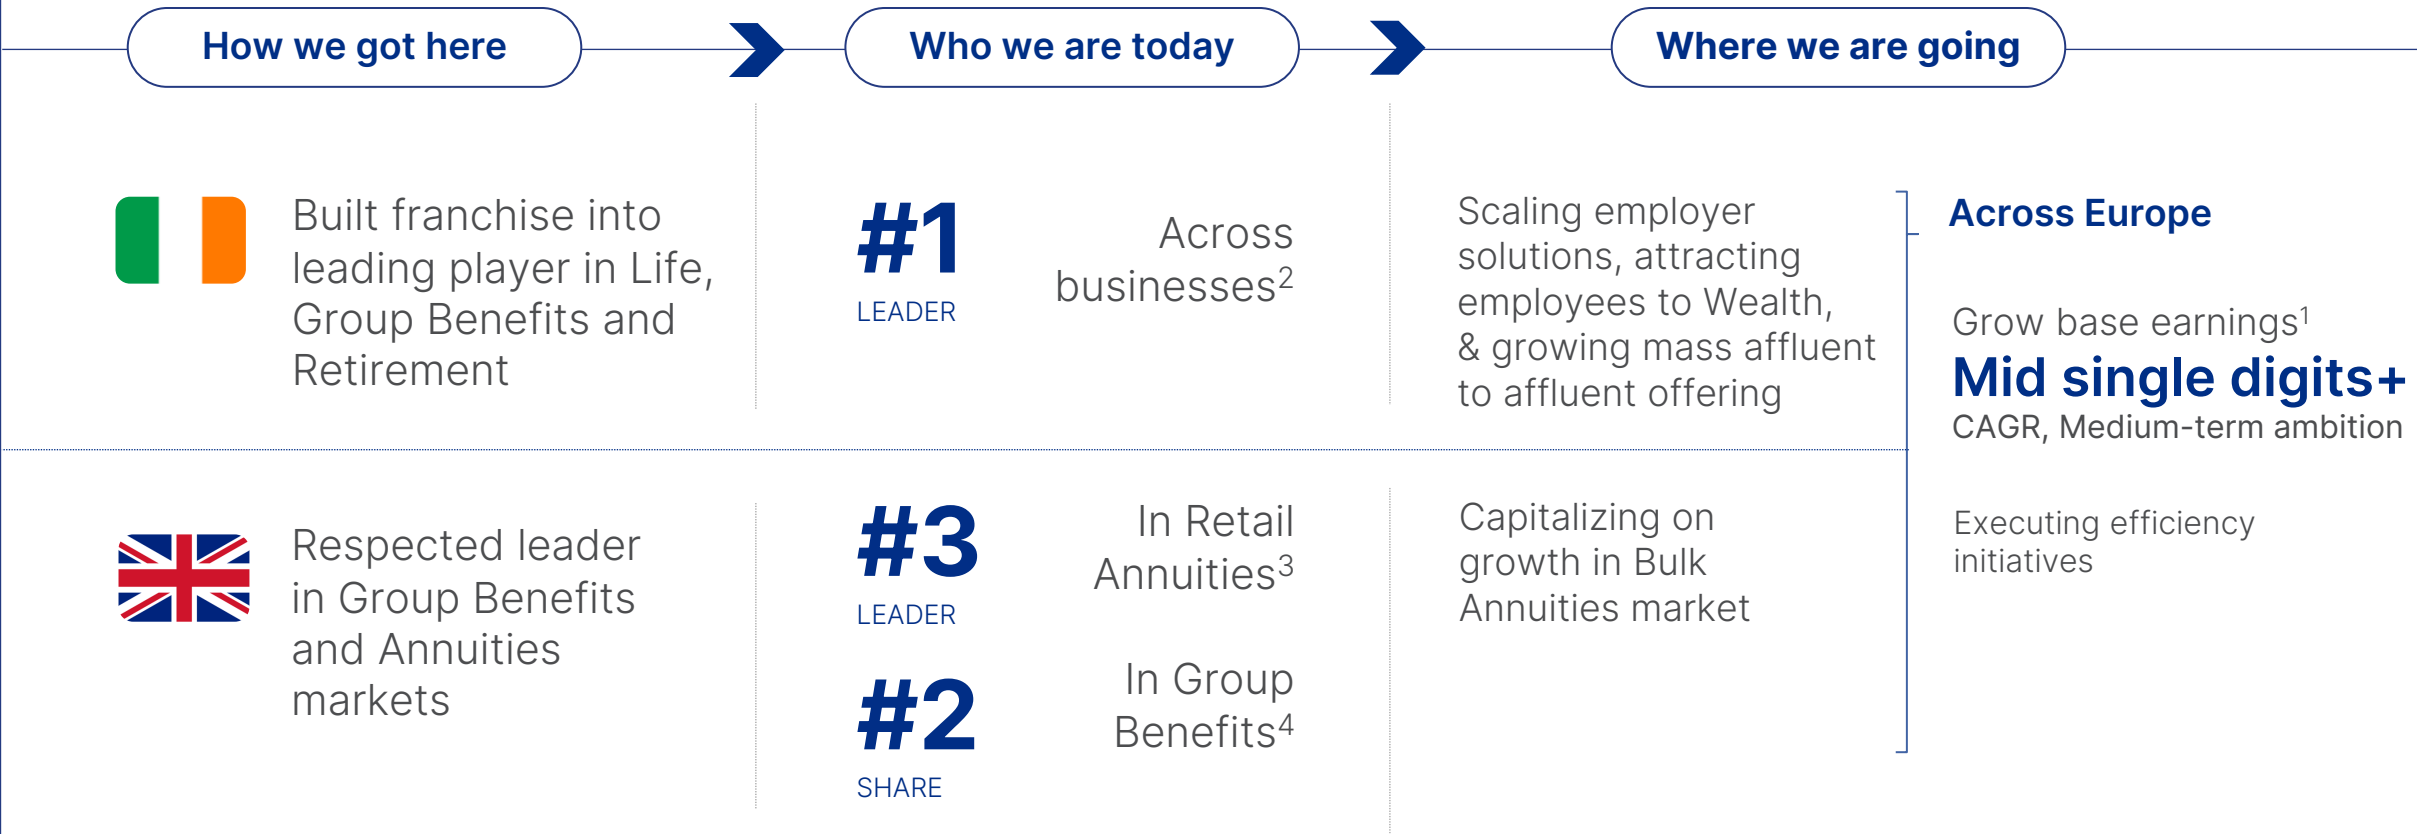 How we got here
Who we are today
Where we are going
Built franchise into
leading player in Life,
Group Benefits and
Retirement
#1
LEADER
Across
businesses²
Scaling employer
solutions, attracting
employees to Wealth,
& growing mass affluent
to affluent offering
Respected leader
in Group Benefits
and Annuities
markets
#3
LEADER
In Retail
Annuities³
#2
SHARE
In Group
Benefits⁴
Capitalizing on
growth in Bulk
Annuities market
Across Europe
Grow base earnings¹
Mid single digits+
CAGR, Medium-term ambition
Executing efficiency
initiatives